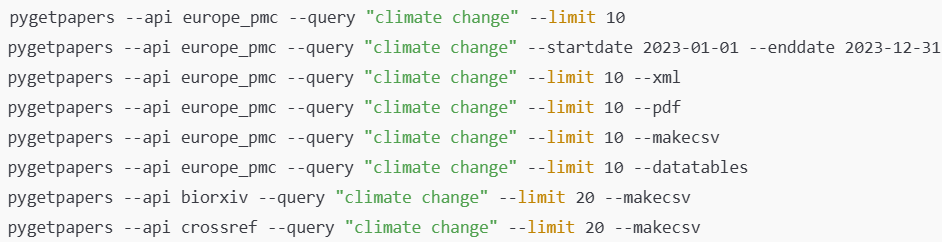 pygetpapers --api europe_pmc --query "climate change" --limit 10
pygetpapers --api europe_pmc --query "climate change" --startdate 2023-01-01 --enddate 2023-12-31
pygetpapers --api europe_pmc --query "climate change" --limit 10 --xml
pygetpapers --api europe_pmc --query "climate change" --limit 10 --pdf
pygetpapers --api europe_pmc --query "climate change" --limit 10 --makecsv
pygetpapers --api europe_pmc --query "climate change" --limit 10 --datatables
pygetpapers --api biorxiv --query "climate change" --limit 20 --makecsv
pygetpapers --api crossref --query "climate change" --limit 20 --makecsv